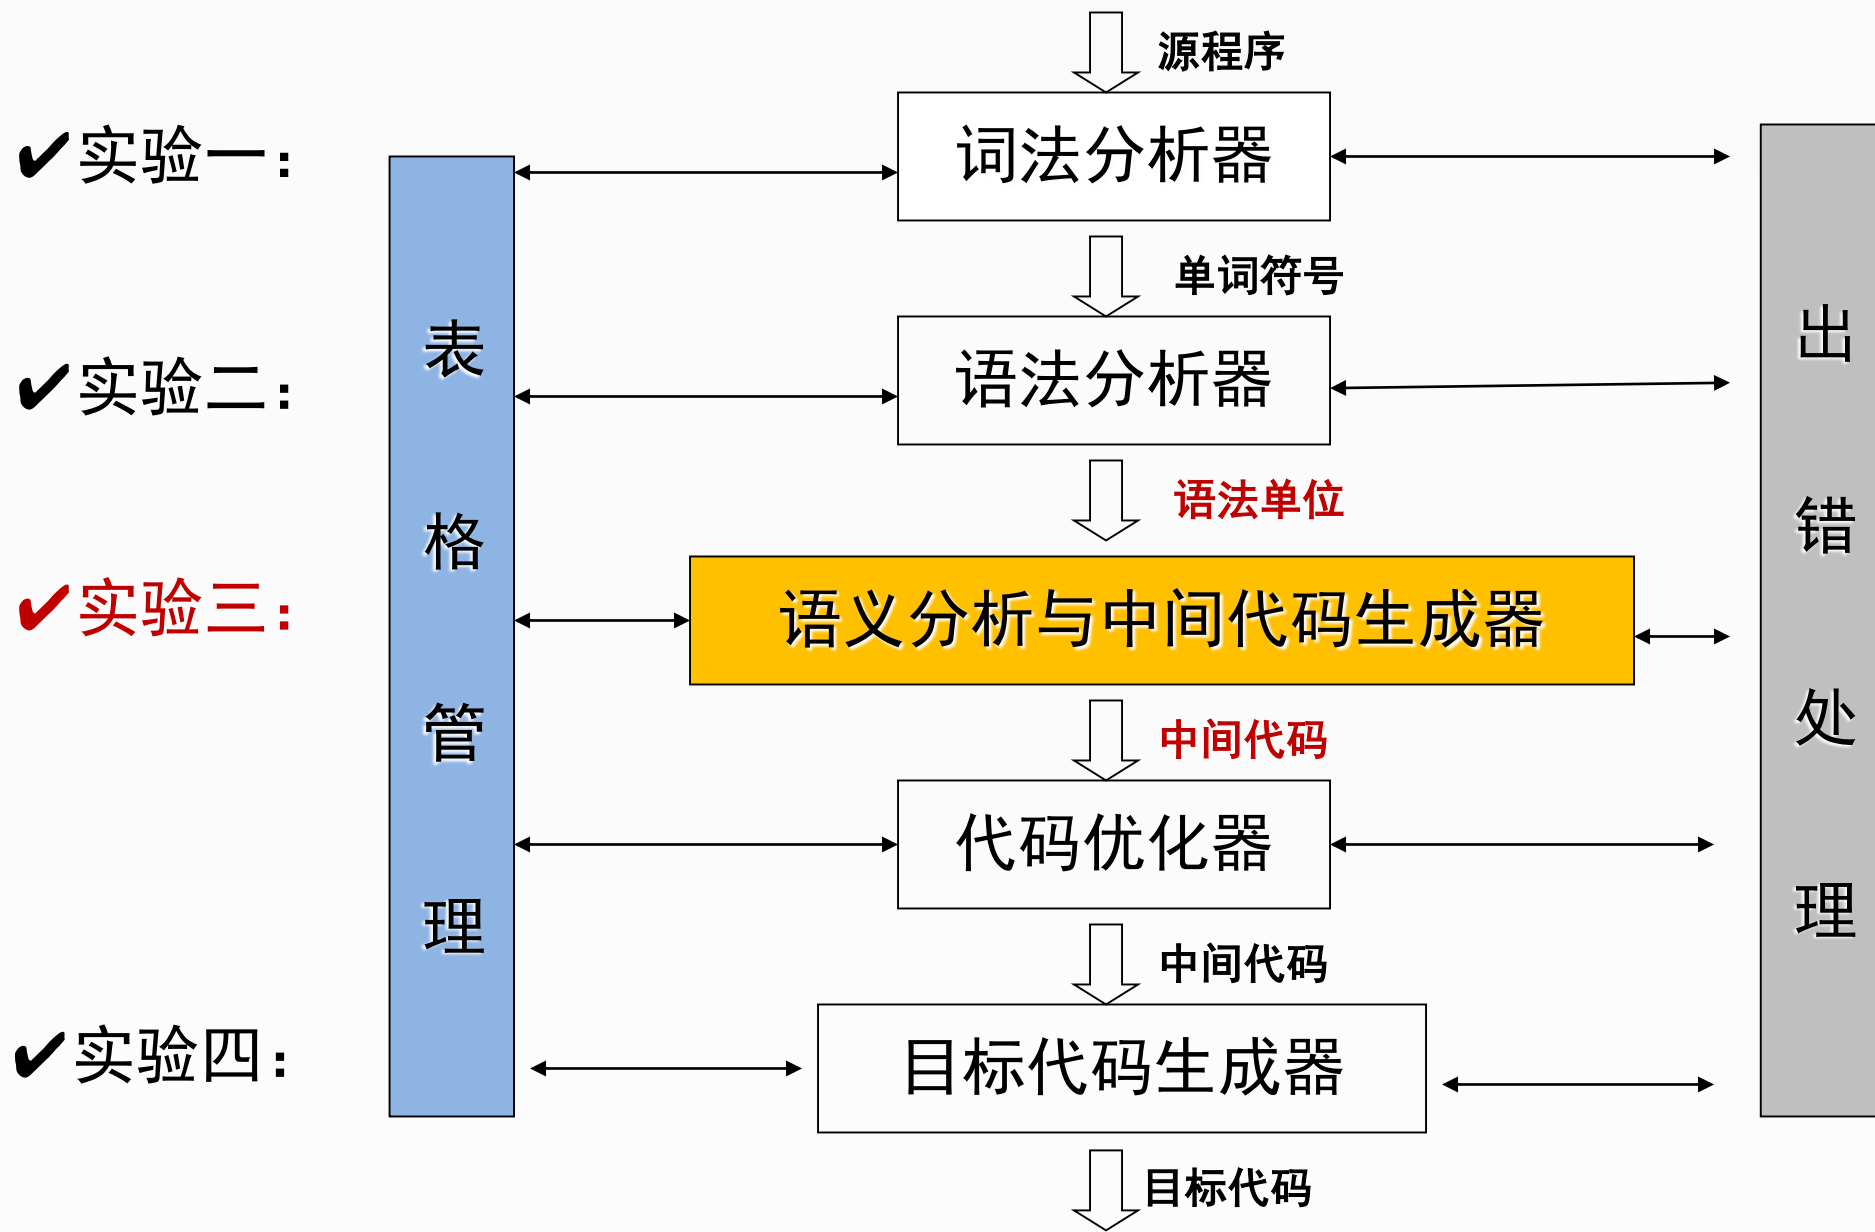 源程序
✔实验一：
词法分析器
单词符号
✔实验二：
语法分析器
语法单位
✔实验三：
语义分析与中间代码生成器
中间代码
代码优化器
中间代码
✔实验四：
目标代码生成器
目标代码
表格管理
出错处理